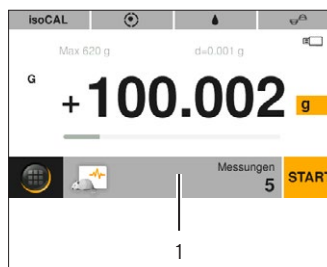 isoCAL
Max 620 g d=0.001 g
G
+100.002 g
Messungen
5
START
1